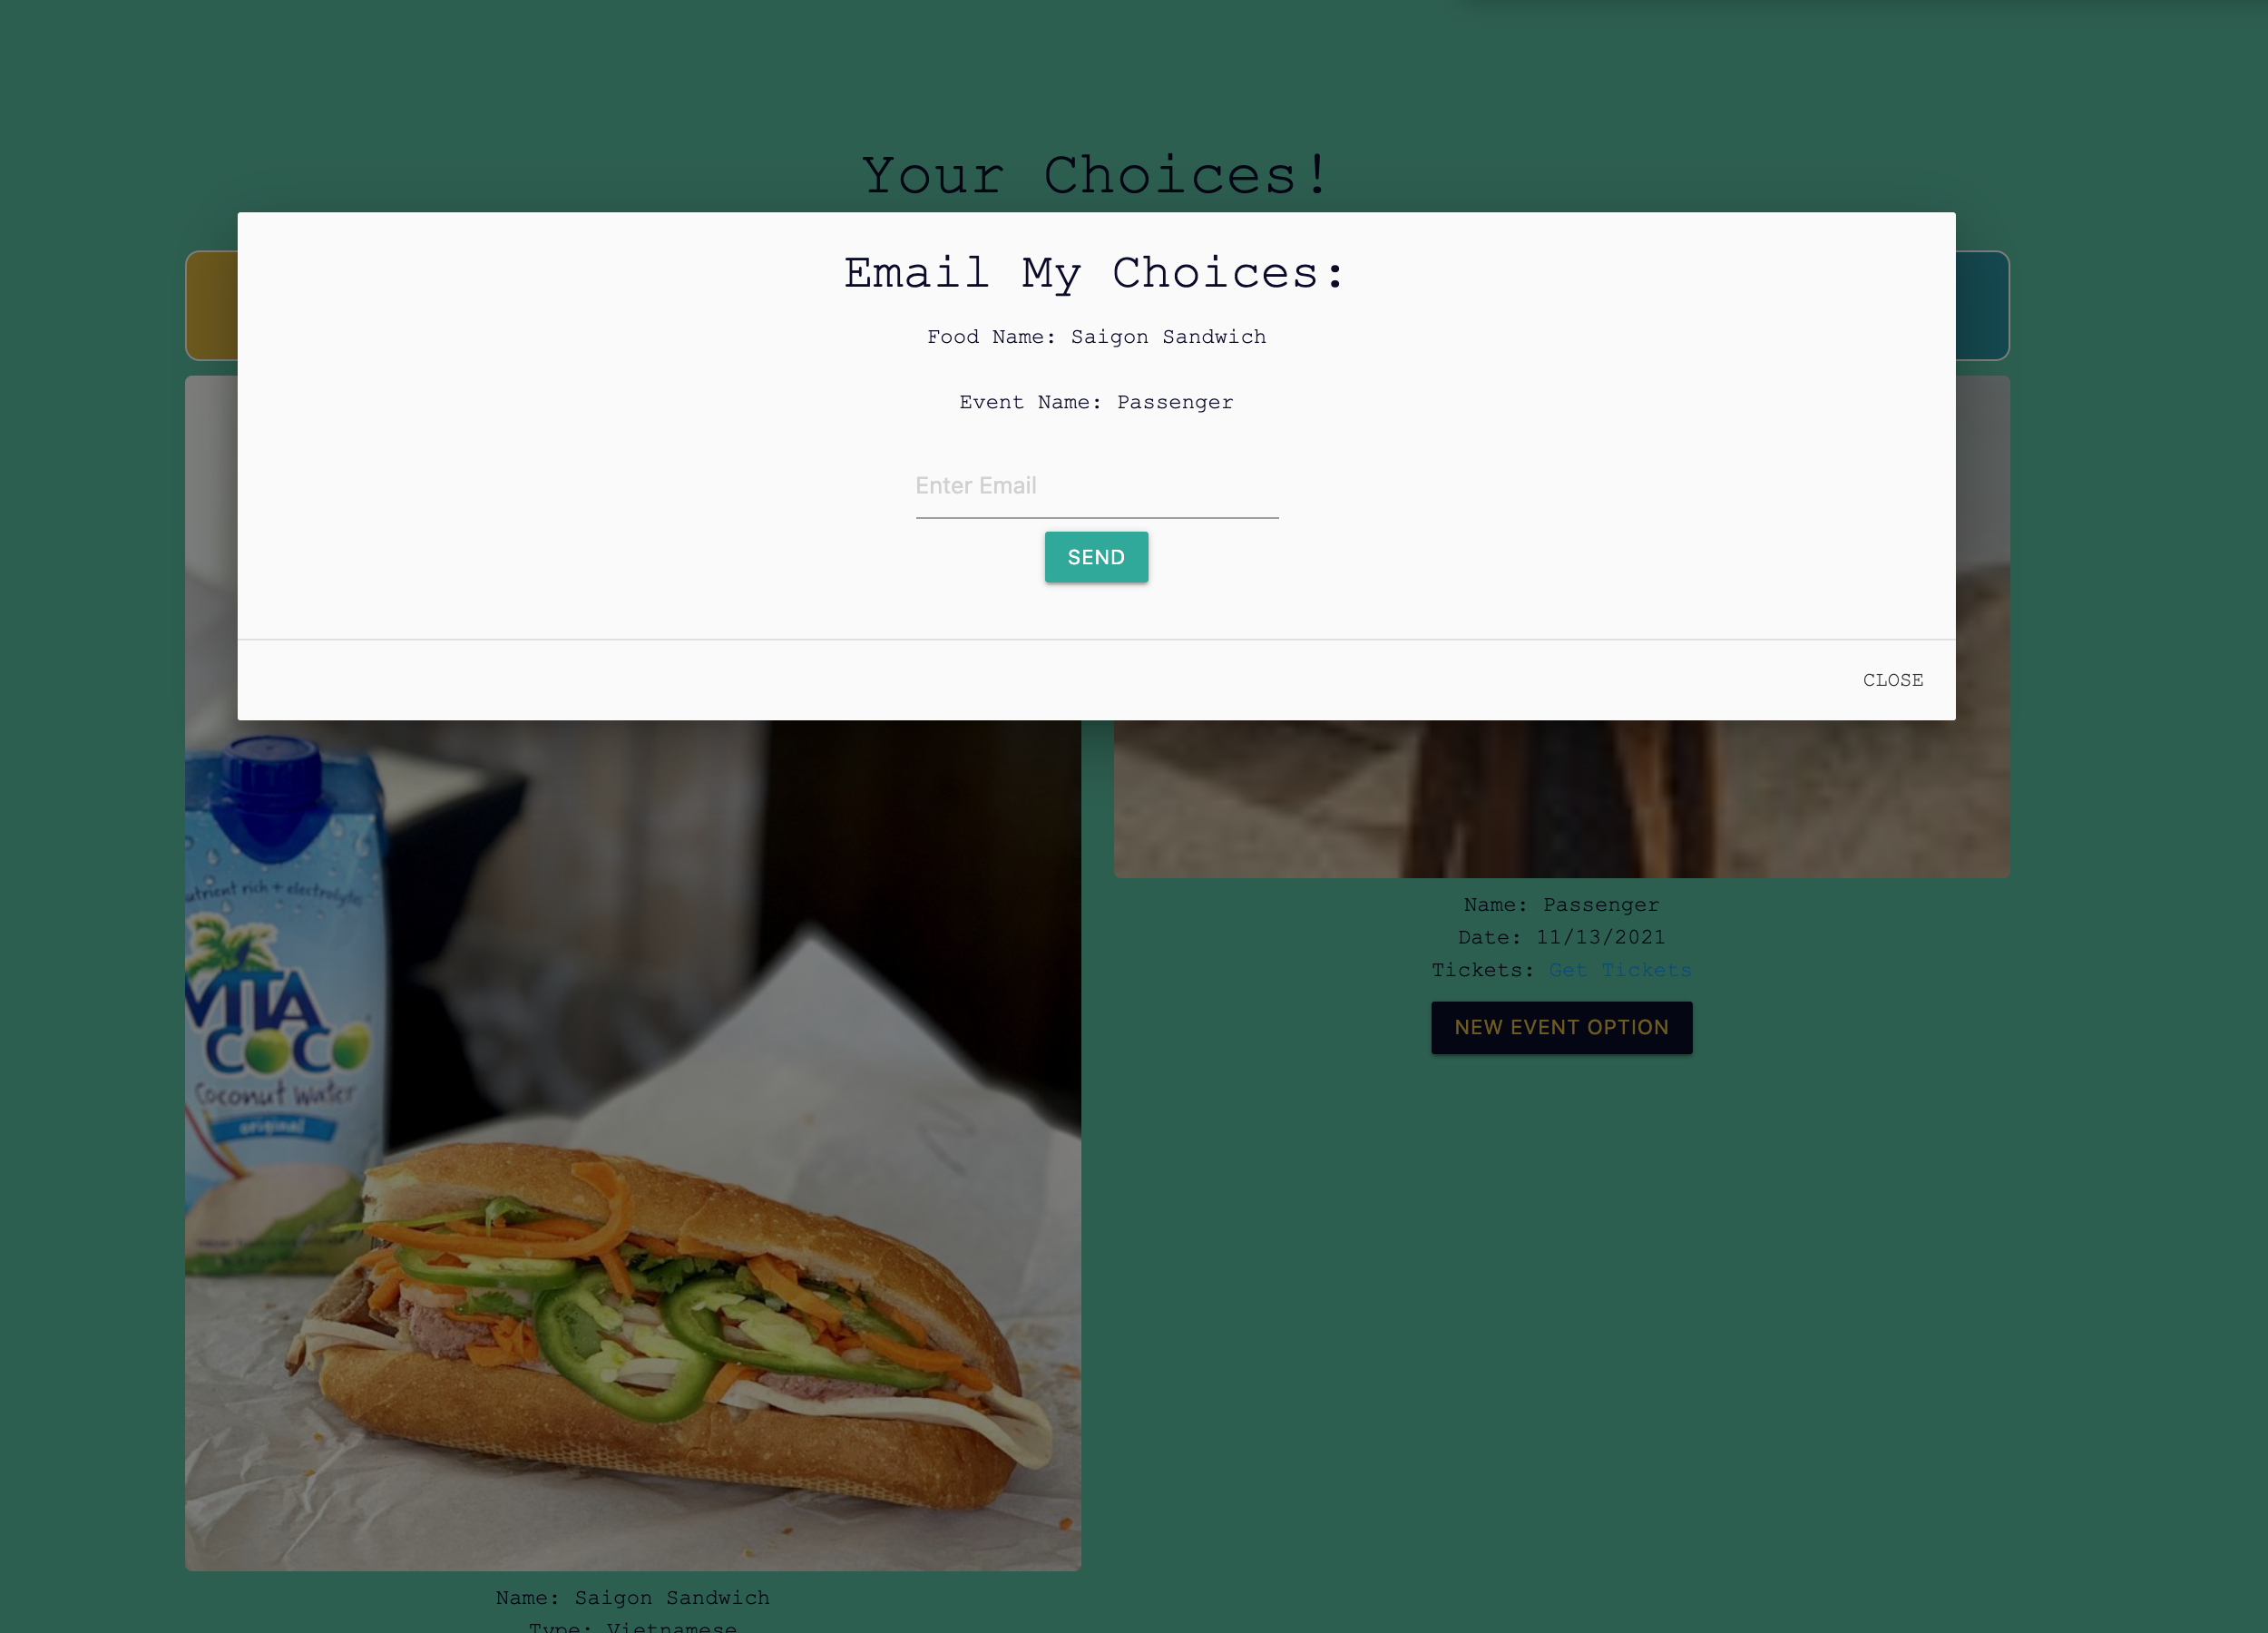 Your Choices!
Email My Choices:
Food Name: Saigon Sandwich
Event Name: Passenger
Enter Email
SEND
CLOSE
nutrient rich + electrolytes
VITA
COCO
Coconut Water
original
Name: Passenger
Date: 11/13/2021
Tickets: Get Tickets
NEW EVENT OPTION
Name: Saigon Sandwich
Type: Vietnamese